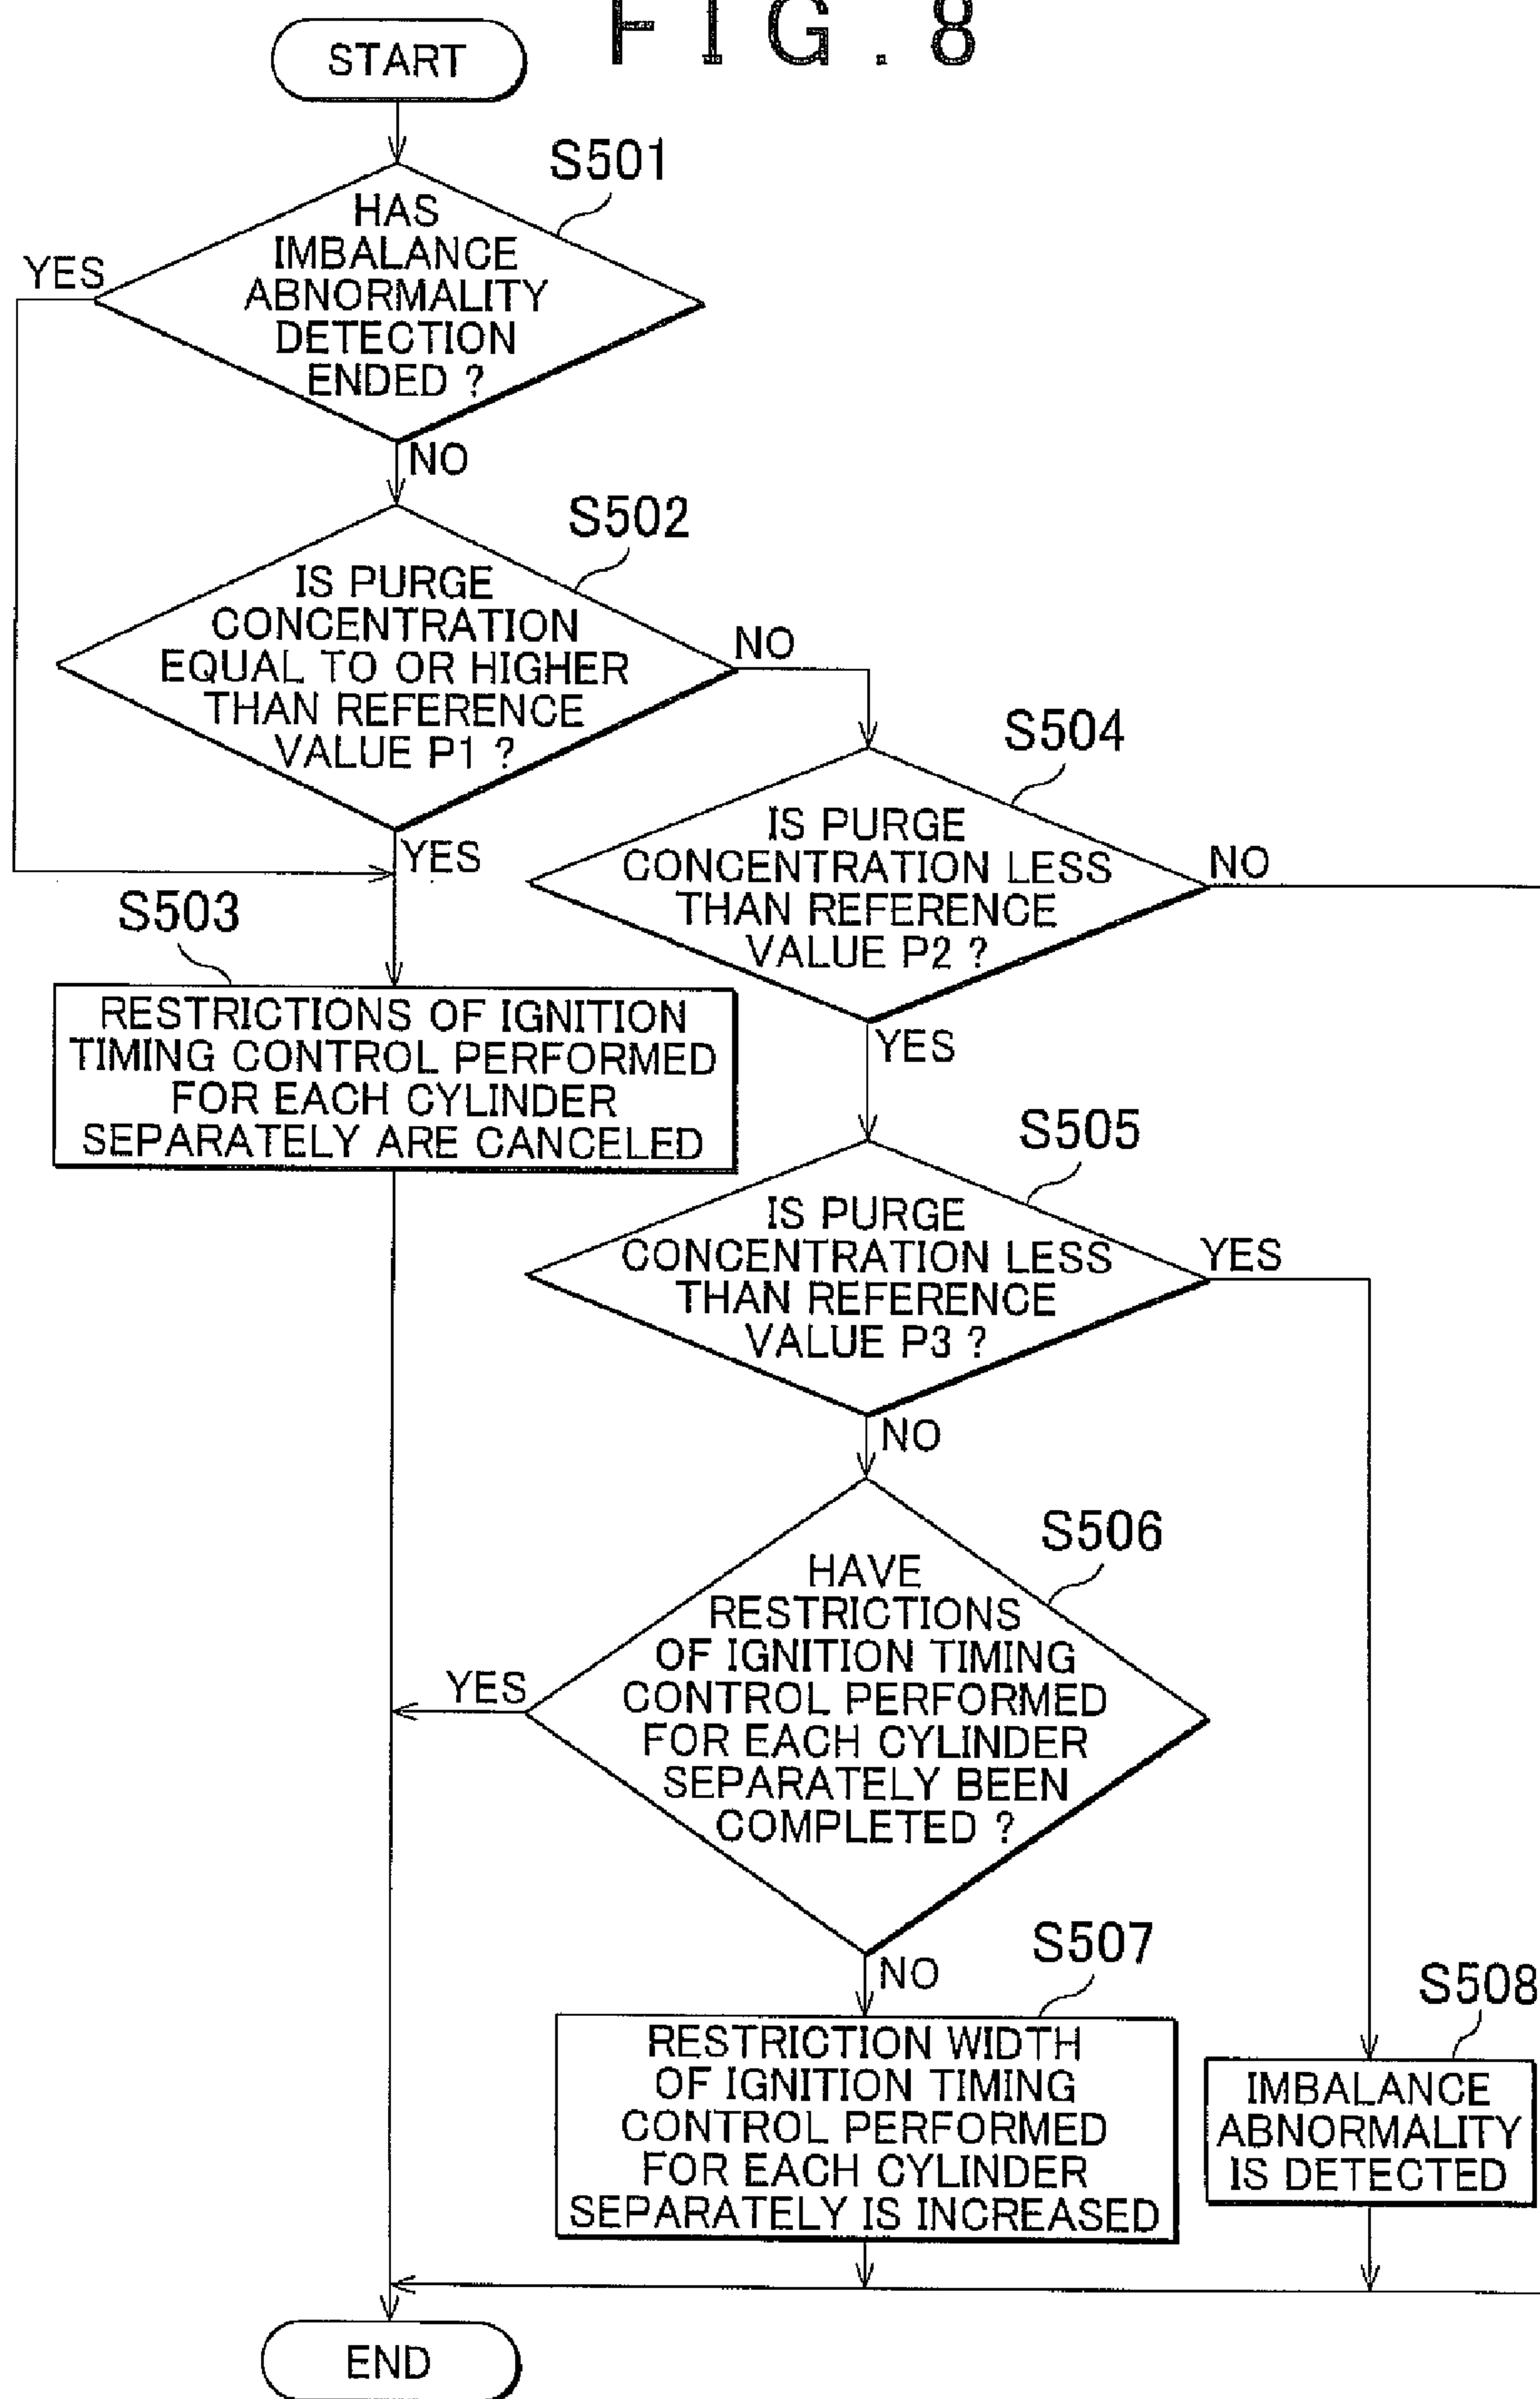 FIG.8
START
S501
HAS
IMBALANCE
ABNORMALITY
DETECTION
ENDED ?
YES
NO
S502
IS PURGE
CONCENTRATION
EQUAL TO OR HIGHER
THAN REFERENCE
VALUE P1 ?
NO
YES
S504
IS PURGE
CONCENTRATION LESS
THAN REFERENCE
VALUE P2 ?
NO
YES
S503
RESTRICTIONS OF IGNITION
TIMING CONTROL PERFORMED
FOR EACH CYLINDER
SEPARATELY ARE CANCELED
S505
IS PURGE
CONCENTRATION LESS
THAN REFERENCE
VALUE P3 ?
YES
NO
S506
HAVE
RESTRICTIONS
OF IGNITION TIMING
CONTROL PERFORMED
FOR EACH CYLINDER
SEPARATELY BEEN
COMPLETED ?
YES
NO
S507
RESTRICTION WIDTH
OF IGNITION TIMING
CONTROL PERFORMED
FOR EACH CYLINDER
SEPARATELY IS INCREASED
S508
IMBALANCE
ABNORMALITY
IS DETECTED
END